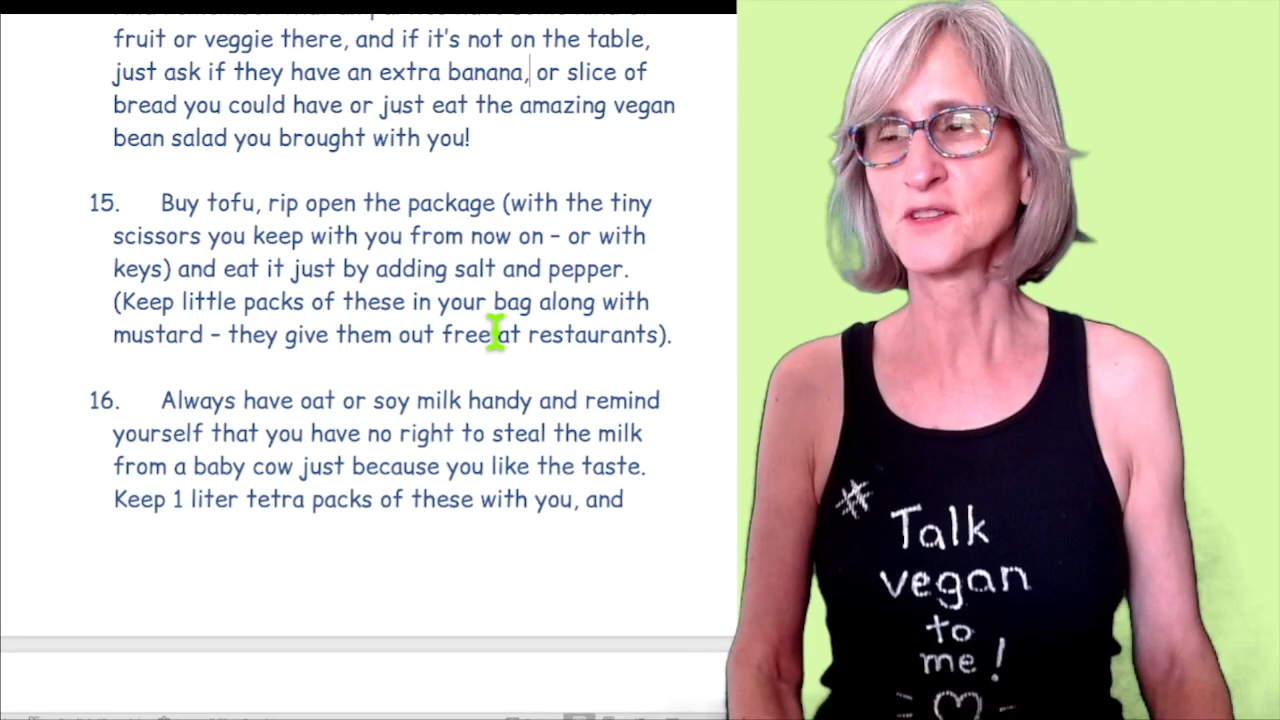 fruit or veggie there, and if it's not on the table,
just ask if they have an extra banana, or slice of
bread you could have or just eat the amazing vegan
bean salad you brought with you!
15. Buy tofu, rip open the package (with the tiny
scissors you keep with you from now on – or with
keys) and eat it just by adding salt and pepper.
(Keep little packs of these in your bag along with
mustard – they give them out free at restaurants).
16. Always have oat or soy milk handy and remind
yourself that you have no right to steal the milk
from a baby cow just because you like the taste.
Keep 1 liter tetra packs of these with you, and
# Talk
vegan
to
me!